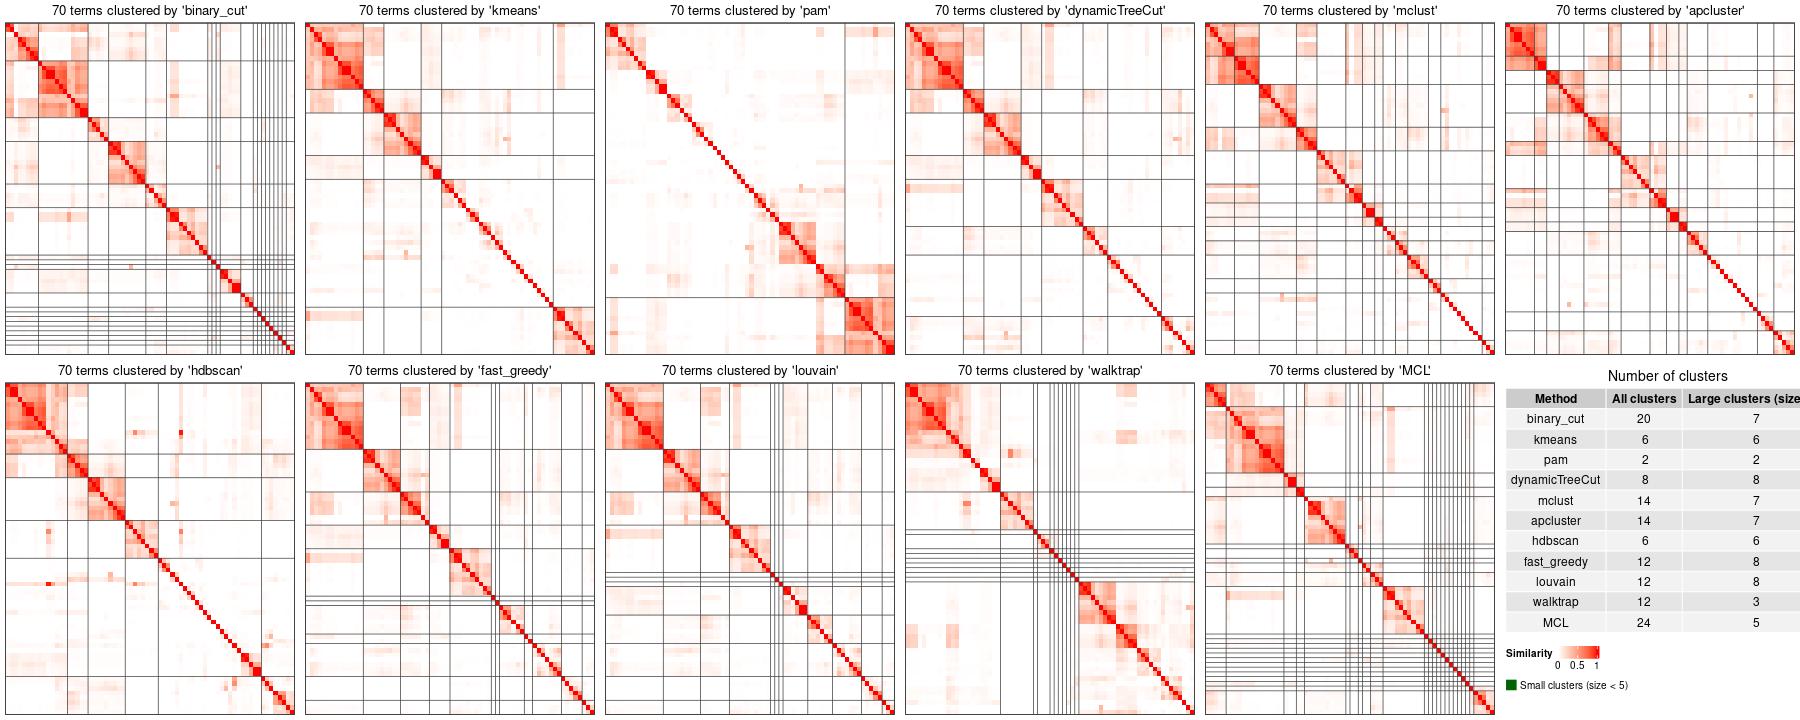 70 terms clustered by 'binary_cut'
70 terms clustered by 'kmeans'
70 terms clustered by 'pam'
70 terms clustered by 'dynamicTreeCut'
70 terms clustered by 'mclust'
70 terms clustered by 'apcluster'
70 terms clustered by 'hdbscan'
70 terms clustered by 'fast_greedy'
70 terms clustered by 'louvain'
70 terms clustered by 'walktrap'
70 terms clustered by 'MCL'
Number of clusters
Method All clusters Large clusters (size
binary_cut 20 7
kmeans 6 6
pam 2 2
dynamicTreeCut 8 8
mclust 14 7
apcluster 14 7
hdbscan 6 6
fast_greedy 12 8
louvain 12 8
walktrap 12 3
MCL 24 5
Similarity
0 0.5 1
Small clusters (size < 5)